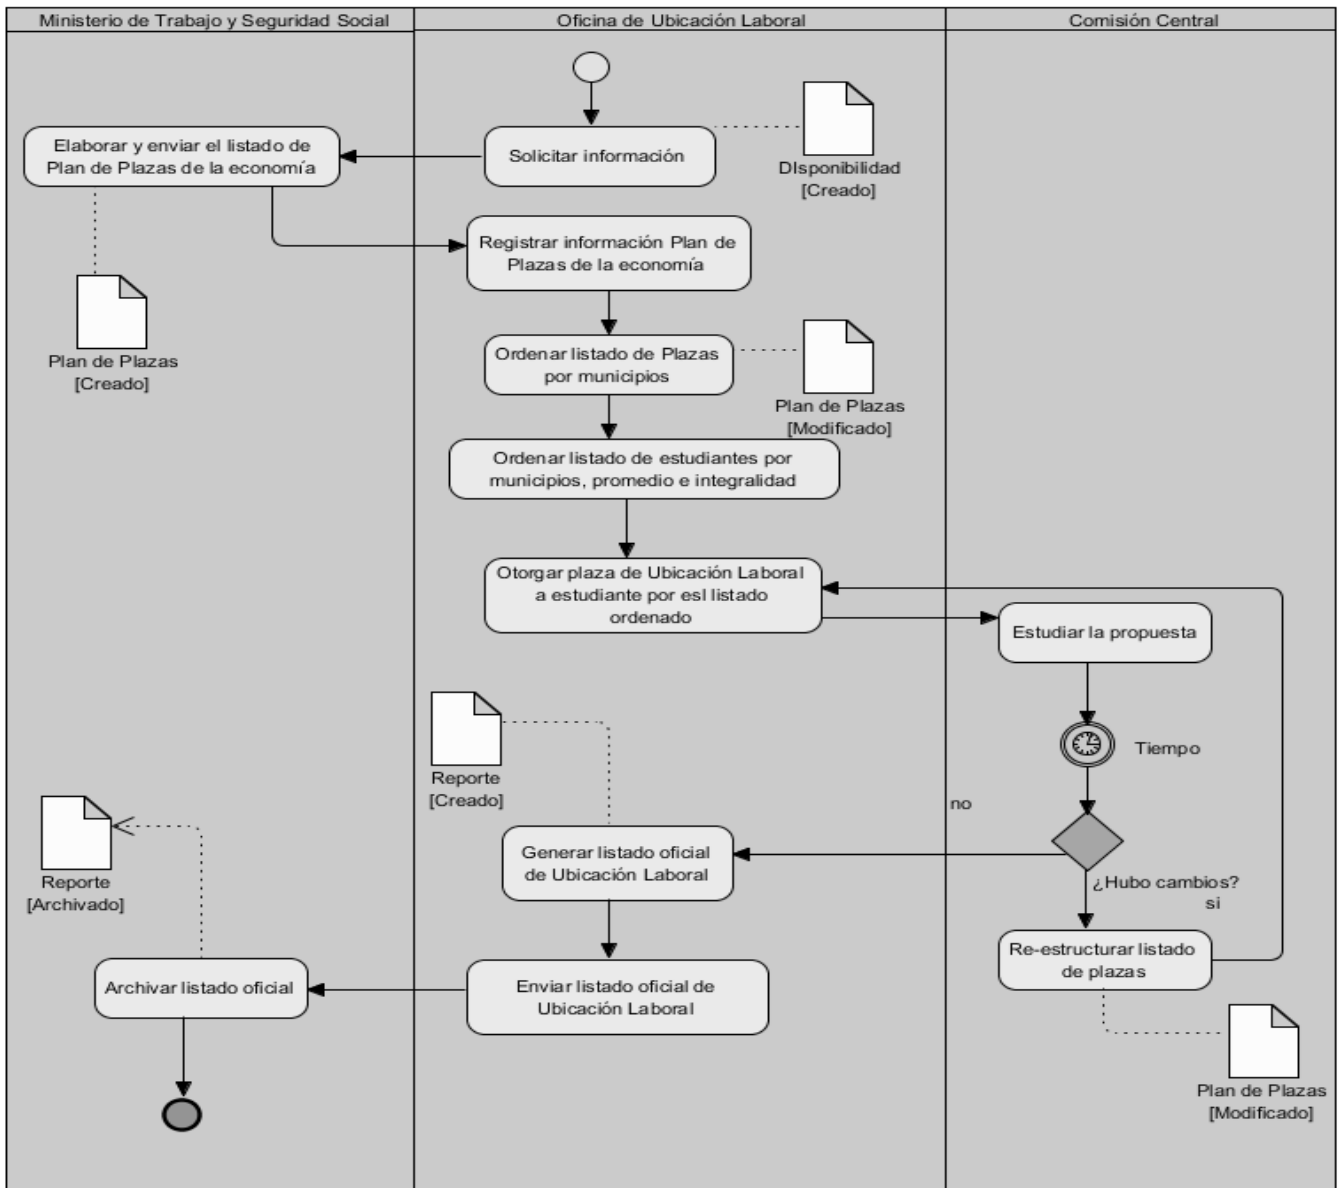 Ministerio de Trabajo y Seguridad Social
Oficina de Ubicación Laboral
Comisión Central
Elaborar y enviar el listado de
Plan de Plazas de la economía
Solicitar información
DIsponibilidad
[Creado]
Registrar información Plan de
Plazas de la economía
Plan de Plazas
[Creado]
Ordenar listado de Plazas
por municipios
Plan de Plazas
[Modificado]
Ordenar listado de estudiantes por
municipios, promedio e integralidad
Otorgar plaza de Ubicación Laboral
a estudiante por esl listado
ordenado
Estudiar la propuesta
Tiempo
Reporte
[Creado]
no
¿Hubo cambios?
si
Generar listado oficial
de Ubicación Laboral
Reporte
[Archivado]
Re-estructurar listado
de plazas
Archivar listado oficial
Enviar listado oficial de
Ubicación Laboral
Plan de Plazas
[Modificado]